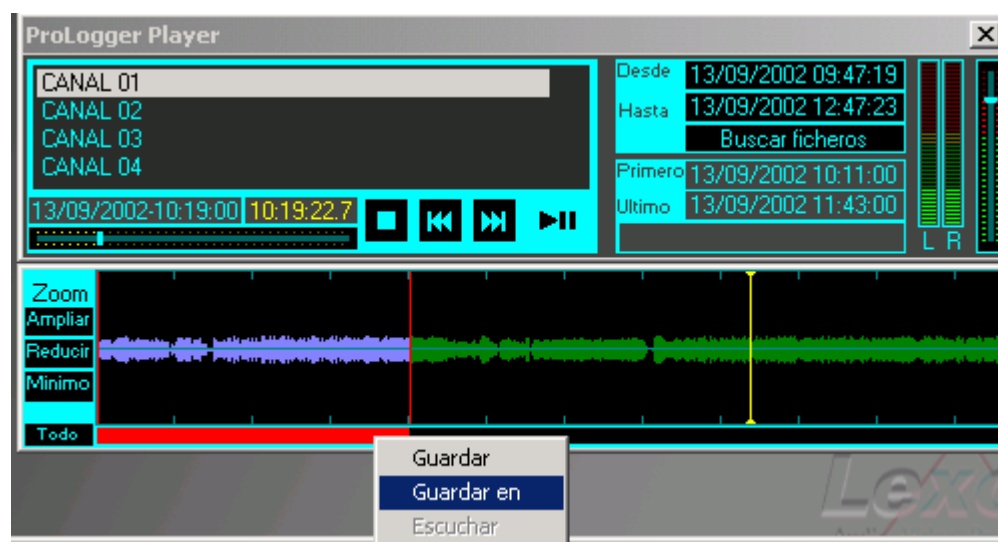 ProLogger Player
CANAL 01
CANAL 02
CANAL 03
CANAL 04
13/09/2002-10:19:00 10:19:22.7
Desde 13/09/2002 09:47:19
Hasta 13/09/2002 12:47:23
Buscar ficheros
Primero 13/09/2002 10:11:00
Ultimo 13/09/2002 11:43:00
L R
Zoom
Ampliar
Reducir
Minimo
Todo
Guardar
Guardar en
Escuchar